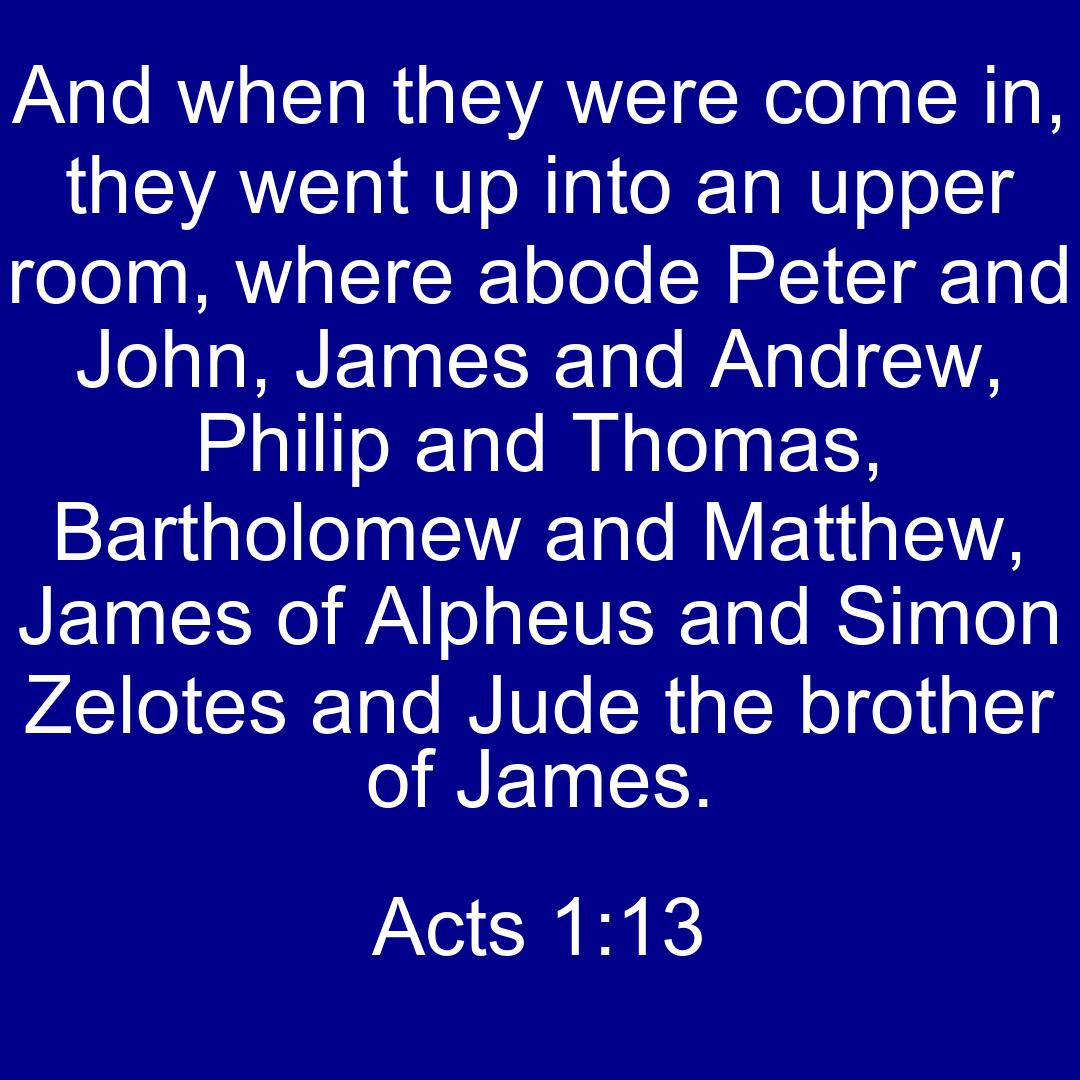 And when they were come in,
they went up into an upper
room, where abode Peter and
John, James and Andrew,
Philip and Thomas,
Bartholomew and Matthew,
James of Alpheus and Simon
Zelotes and Jude the brother
of James.
Acts 1:13